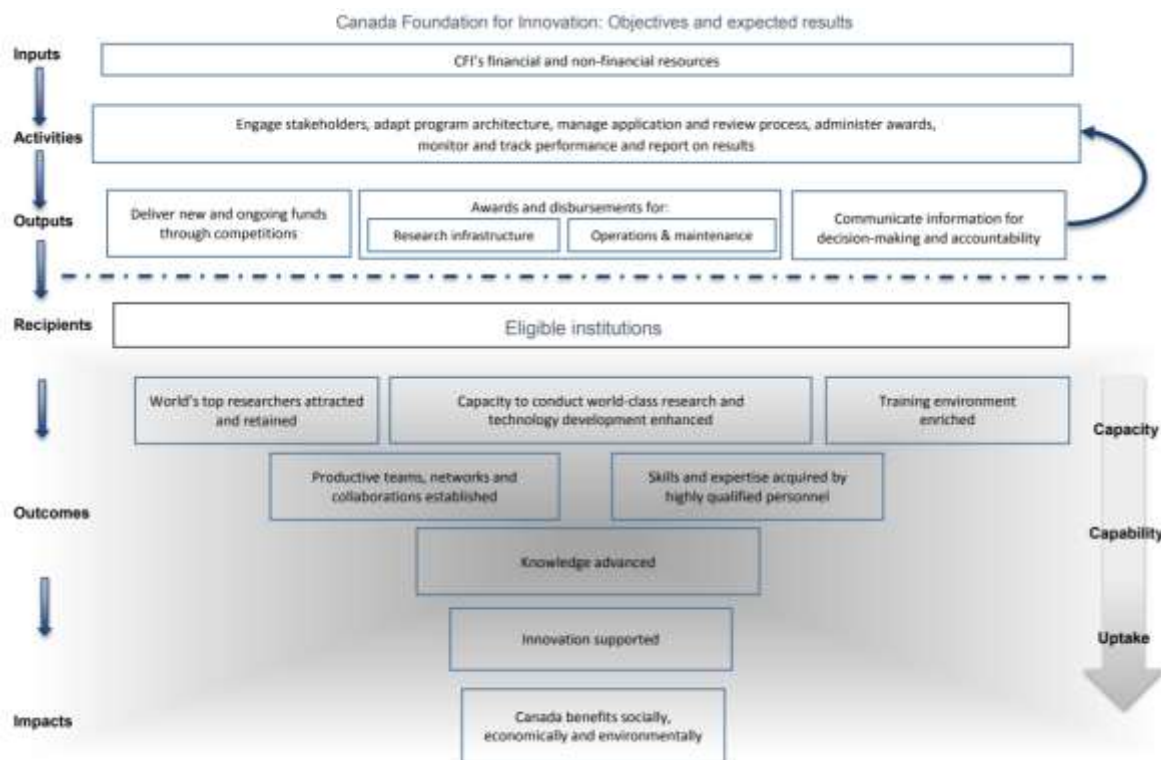 Canada Foundation for Innovation: Objectives and expected results
Inputs
CFI's financial and non-financial resources
Activities
Engage stakeholders, adapt program architecture, manage application and review process, administer awards,
monitor and track performance and report on results
Outputs
Deliver new and ongoing funds
through competitions
Awards and disbursements for:
Research infrastructure
Operations & maintenance
Communicate information for
decision-making and accountability
Recipients
Eligible institutions
World's top researchers attracted
and retained
Capacity to conduct world-class research and
technology development enhanced
Training environment
enriched
Capacity
Productive teams, networks and
collaborations established
Skills and expertise acquired by
highly qualified personnel
Outcomes
Capability
Knowledge advanced
Innovation supported
Uptake
Impacts
Canada benefits socially,
economically and environmentally